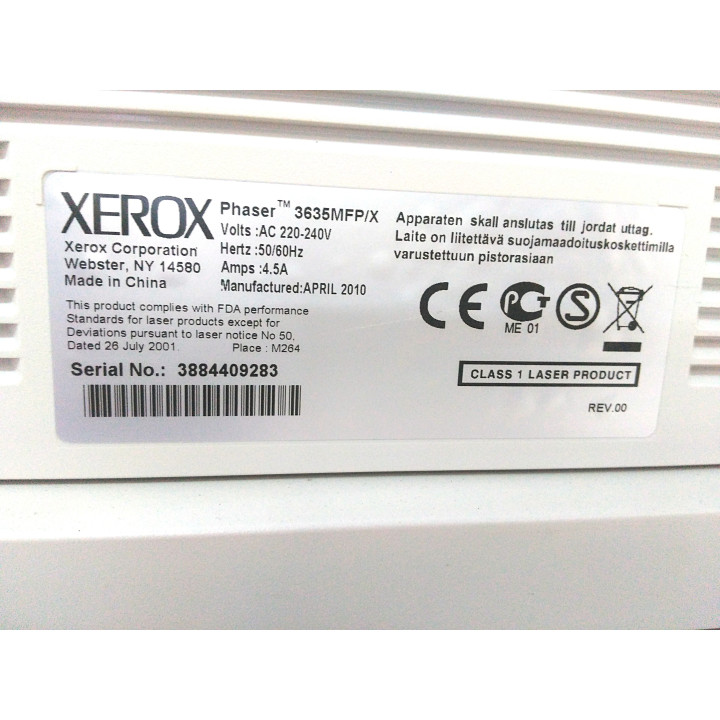 XEROX
Xerox Corporation
Webster, NY 14580
Made in China
Phaser™ 3635MFP/X
Volts :AC 220-240V
Hertz :50/60Hz
Amps :4.5A
Manufactured:APRIL 2010
This product complies with FDA performance
Standards for laser products except for
Deviations pursuant to laser notice No 50,
Dated 26 July 2001 Place : M264
Serial No.: 3884409283
Apparaten skall anslutas till jordat uttag.
Laite on liitettävä suojamaadoituskoskettimilla
varustettuun pistorasiaan
CE PCT S
ME 01
CLASS 1 LASER PRODUCT
REV.00